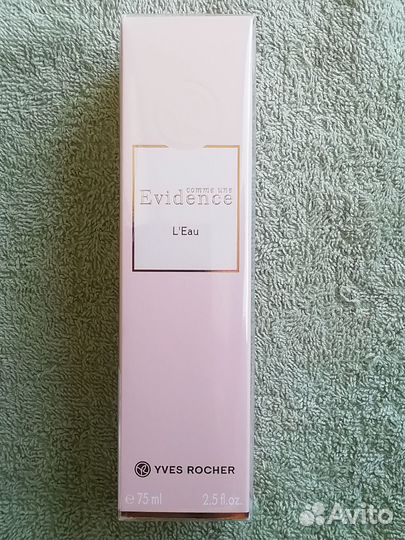 comme une
Evidence
L'Eau
YVES ROCHER
e 75 ml 2.5 fl.oz.
Avito